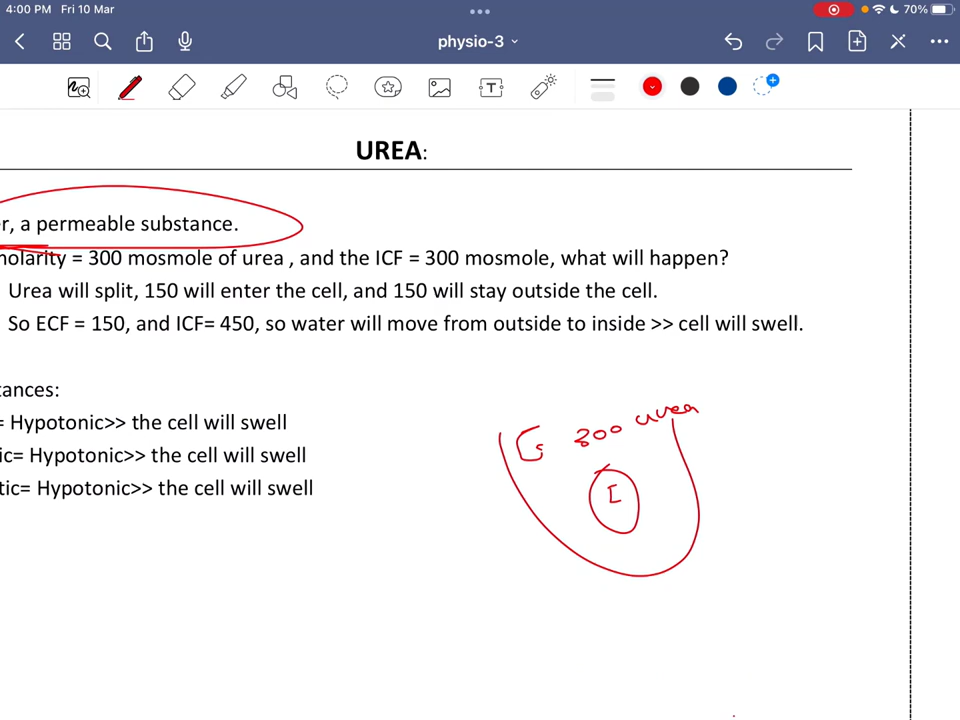 4:00 PM Fri 10 Mar
70%
physio-3
T
UREA:
er, a permeable substance.
molarity = 300 mosmole of urea , and the ICF = 300 mosmole, what will happen?
Urea will split, 150 will enter the cell, and 150 will stay outside the cell.
So ECF = 150, and ICF= 450, so water will move from outside to inside >> cell will swell.
tances:
= Hypotonic>> the cell will swell
ic= Hypotonic>> the cell will swell
tic= Hypotonic>> the cell will swell
300 urea
I